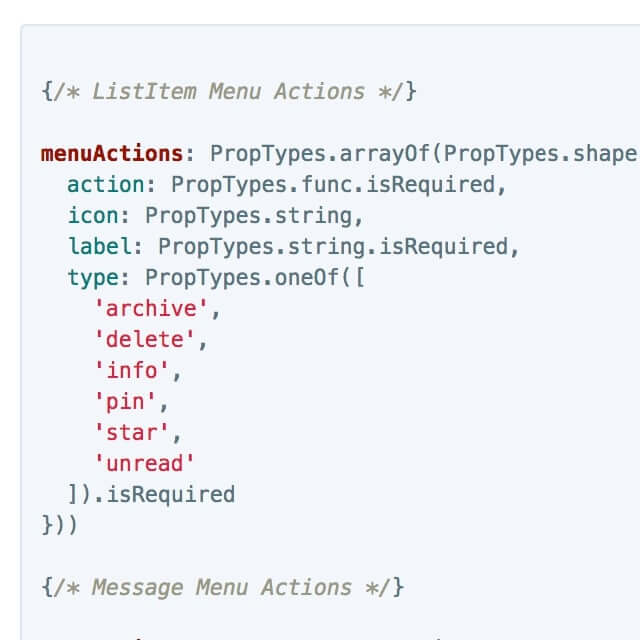 {/* ListItem Menu Actions */}
menuActions: PropTypes.arrayOf(PropTypes.shape
action: PropTypes.func.isRequired,
icon: PropTypes.string,
label: PropTypes.string.isRequired,
type: PropTypes.oneOf([
'archive',
'delete',
'info',
'pin',
'star',
'unread'
]).isRequired
}))
{/* Message Menu Actions */}